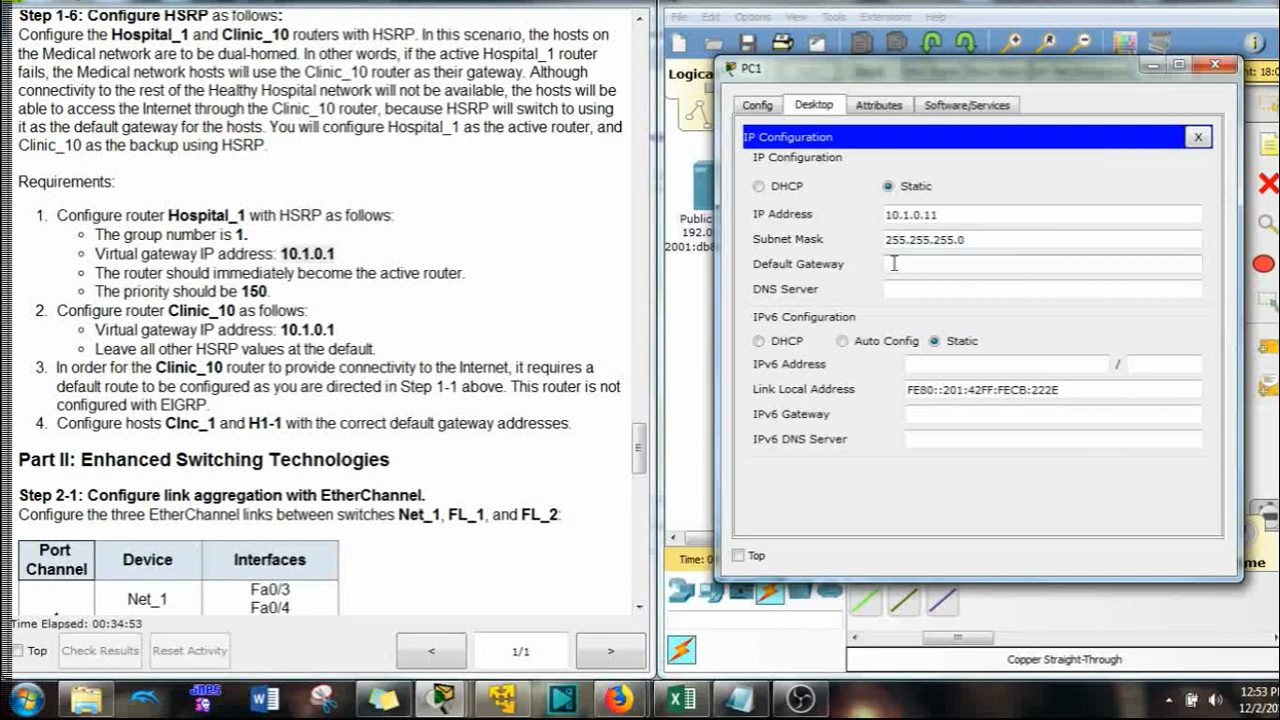 Step 1-6: Configure HSRP as follows:
Configure the Hospital_1 and Clinic_10 routers with HSRP. In this scenario, the hosts on
the Medical network are to be dual-homed. In other words, if the active Hospital_1 router
fails, the Medical network hosts will use the Clinic_10 router as their gateway. Although
connectivity to the rest of the Healthy Hospital network will not be available, the hosts will be
able to access the Internet through the Clinic_10 router, because HSRP will switch to using
it as the default gateway for the hosts. You will configure Hospital_1 as the active router, and
Clinic_10 as the backup using HSRP.
Requirements:
1. Configure router Hospital_1 with HSRP as follows:
The group number is 1.
Virtual gateway IP address: 10.1.0.1
The router should immediately become the active router.
The priority should be 150.
2. Configure router Clinic_10 as follows:
Virtual gateway IP address: 10.1.0.1
Leave all other HSRP values at the default.
3. In order for the Clinic_10 router to provide connectivity to the Internet, it requires a
default route to be configured as you are directed in Step 1-1 above. This router is not
configured with EIGRP.
4. Configure hosts Clnc_1 and H1-1 with the correct default gateway addresses.
Part II: Enhanced Switching Technologies
Step 2-1: Configure link aggregation with EtherChannel.
Configure the three EtherChannel links between switches Net_1, FL_1, and FL_2:
Port
Channel
Device
Interfaces
Net_1
Fa0/3
Fa0/4
Time Elapsed: 00:34:53
Top
Check Results
Reset Activity
<
1/1
>
File Edit Options View Tools Extensions Help
Logica
Public
192.0
2001:db8
Time: 0
PC1
Config
Desktop
Attributes
Software/Services
IP Configuration
X
IP Configuration
DHCP
Static
IP Address
10.1.0.11
Subnet Mask
255.255.255.0
Default Gateway
DNS Server
IPv6 Configuration
DHCP
Auto Config
Static
IPv6 Address
/
Link Local Address
FE80::201:42FF:FECB:222E
IPv6 Gateway
IPv6 DNS Server
Top
Copper Straight-Through
JNES
12:53 P
12/2/20